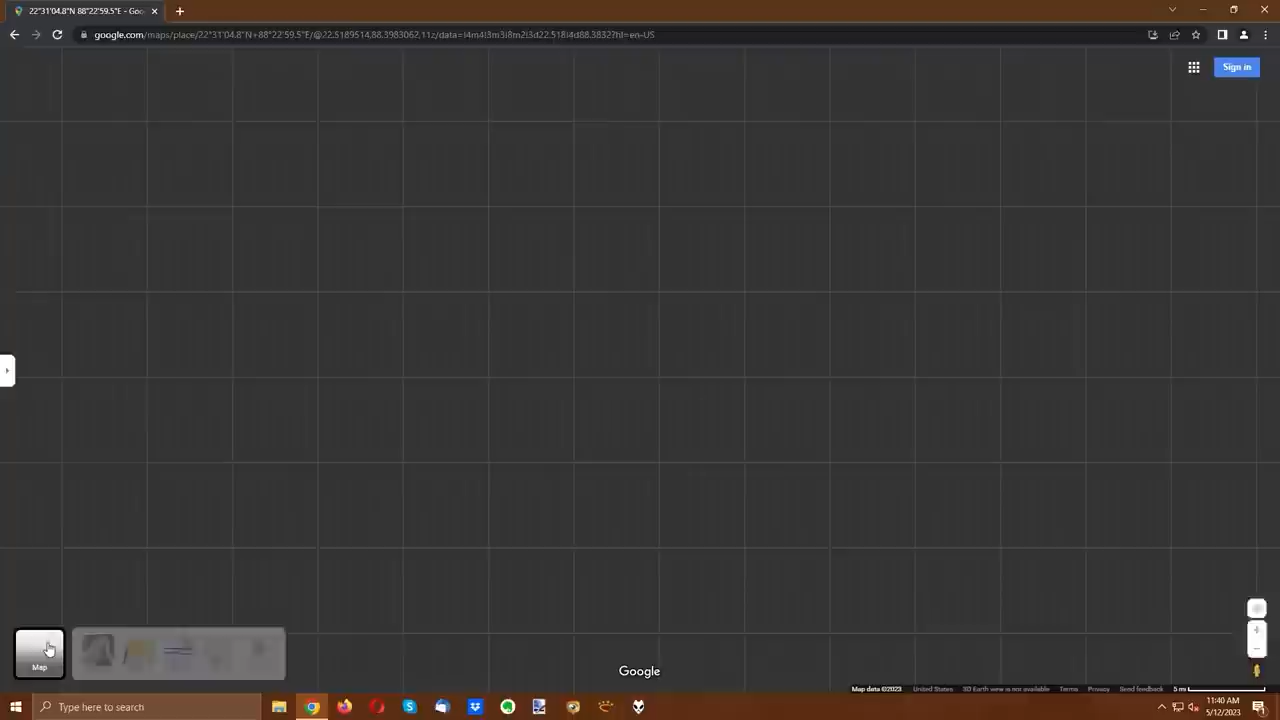 22°31'04.8"N 88°22'59.5"E - Goo
google.com/maps/place/22°31'04.8"N+88°22'59.5"E/@22.5189514,88.3983062,11z/data=!4m4!3m3!8m2!3d22.518!4d88.3832?hl=en-US
Sign in
Map
Google
Map data ©2023 United States 3D Earth view is not available Terms Privacy Send feedback 5 mi
Type here to search
11:40 AM
5/12/2023